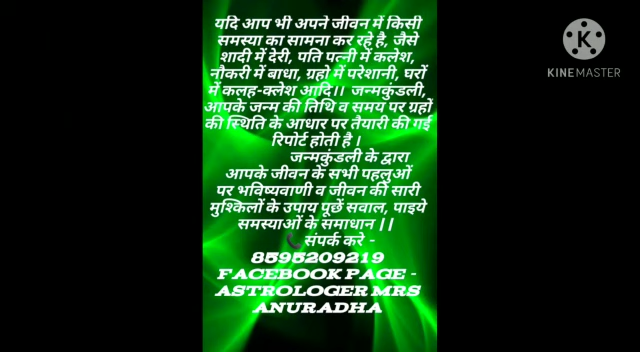 यदि आप भी अपने जीवन में किसी
समस्या का सामना कर रहे है, जैसे
शादी में देरी, पति पत्नी में कलेश,
नौकरी में बाधा, ग्रहो में परेशानी, घरों
में कलह-क्लेश आदि।। जन्मकुंडली,
आपके जन्म की तिथि व समय पर ग्रहों
की स्थिति के आधार पर तैयारी की गई
रिपोर्ट होती है ।
जन्मकुंडली के द्वारा
आपके जीवन के सभी पहलुओं
पर भविष्यवाणी व जीवन की सारी
मुश्किलों के उपाय पूछें सवाल, पाइये
समस्याओं के समाधान ||
📞संपर्क करे -
8595209219
FACEBOOK PAGE -
ASTROLOGER MRS
ANURADHA
KINEMASTER